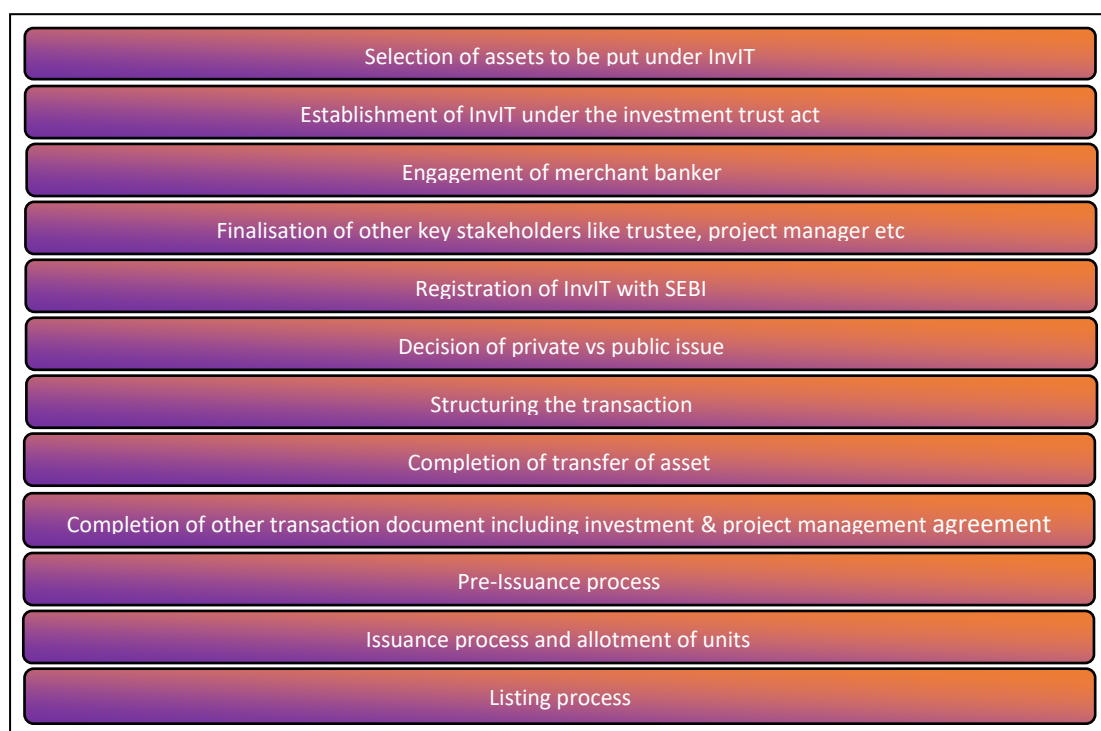 Selection of assets to be put under InvIT
Establishment of InvIT under the investment trust act
Engagement of merchant banker
Finalisation of other key stakeholders like trustee, project manager etc
Registration of InvIT with SEBI
Decision of private vs public issue
Structuring the transaction
Completion of transfer of asset
Completion of other transaction document including investment & project management agreement
Pre-Issuance process
Issuance process and allotment of units
Listing process